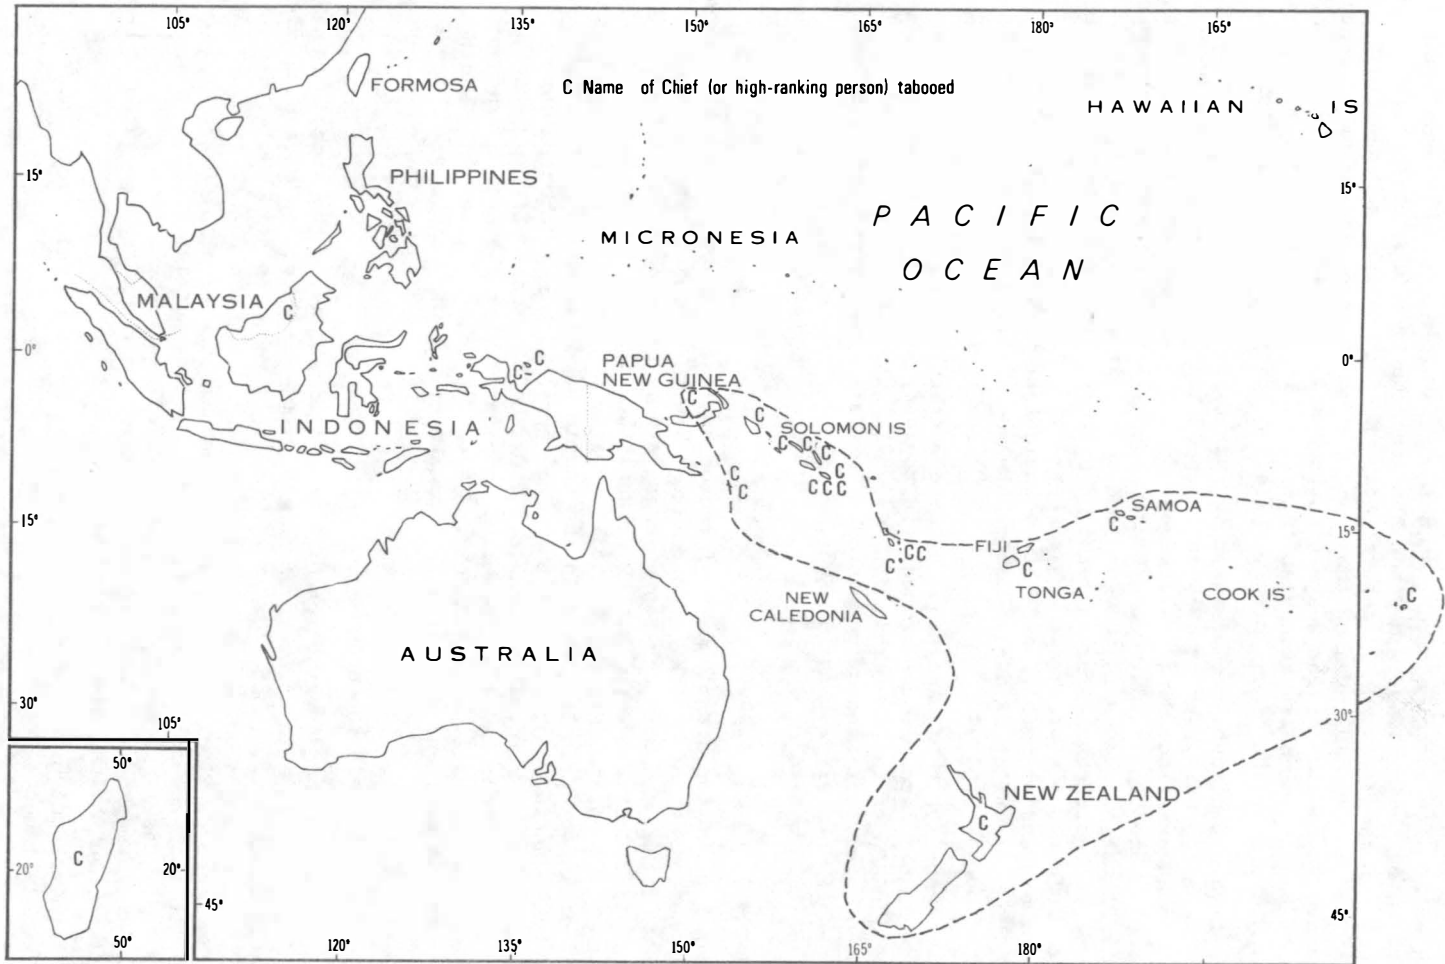 105° 120° 135° 150° 165° 180° 165°
FORMOSA
C Name of Chief (or high-ranking person) tabooed
HAWAIIAN IS
15° PHILIPPINES 15°
PACIFIC
MICRONESIA
OCEAN
MALAYSIA
C
0° 0°
C C
PAPUA
NEW GUINEA
C
C
INDONESIA
SOLOMON IS
C C C
C C
C C C C
15° SAMOA 15°
C
FIJI
C C C
C
TONGA COOK IS C
NEW
CALEDONIA
AUSTRALIA
30° 30°
105°
50°
NEW ZEALAND
C
C
20° 20°
45° 45°
50° 120° 135° 150° 165° 180°